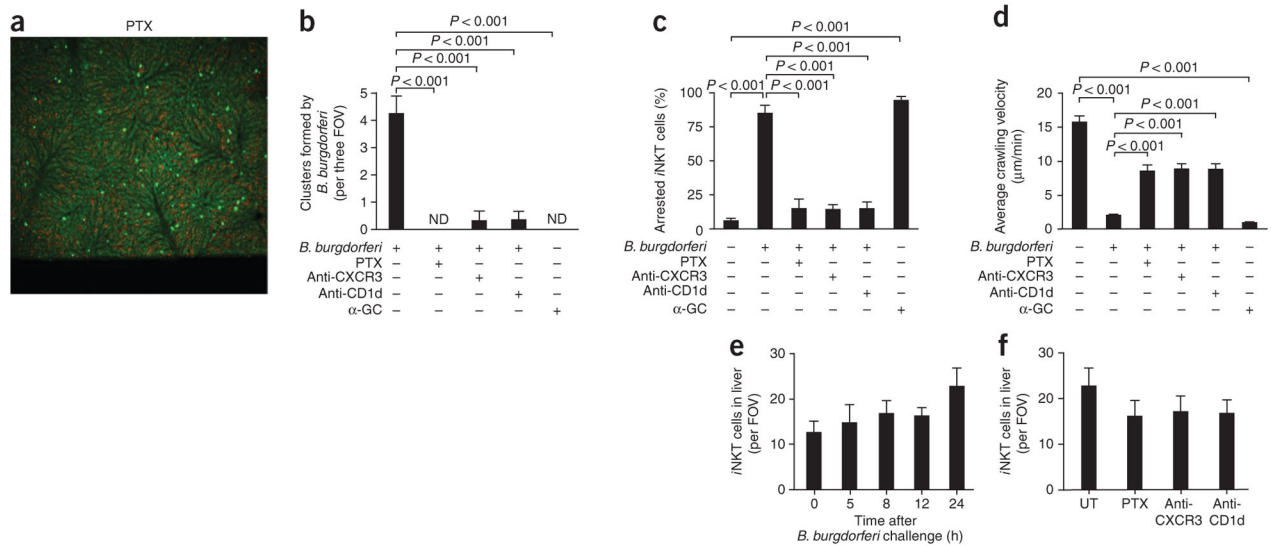 a
PTX
b
P < 0.001
P < 0.001
P < 0.001
P < 0.001
Clusters formed by
B. burgdorferi
(per three FOV)
5
4
3
2
1
0
ND
ND
B. burgdorferi + + + + –
PTX – + – – –
Anti-CXCR3 – – + – –
Anti-CD1d – – – + –
α-GC – – – – +
c
P < 0.001
P < 0.001
P < 0.001
P < 0.001 P < 0.001
Arrested iNKT cells (%)
100
75
50
25
0
B. burgdorferi – + + + + –
PTX – – + – – –
Anti-CXCR3 – – – + – –
Anti-CD1d – – – – + –
α-GC – – – – – +
d
P < 0.001
P < 0.001
P < 0.001
P < 0.001
P < 0.001
Average crawling velocity
(μm/min)
20
15
10
5
0
B. burgdorferi – + + + + –
PTX – – + – – –
Anti-CXCR3 – – – + – –
Anti-CD1d – – – – + –
α-GC – – – – – +
e
iNKT cells in liver
(per FOV)
30
20
10
0
0 5 8 12 24
Time after
B. burgdorferi challenge (h)
f
iNKT cells in liver
(per FOV)
30
20
10
0
UT PTX Anti-CXCR3 Anti-CD1d